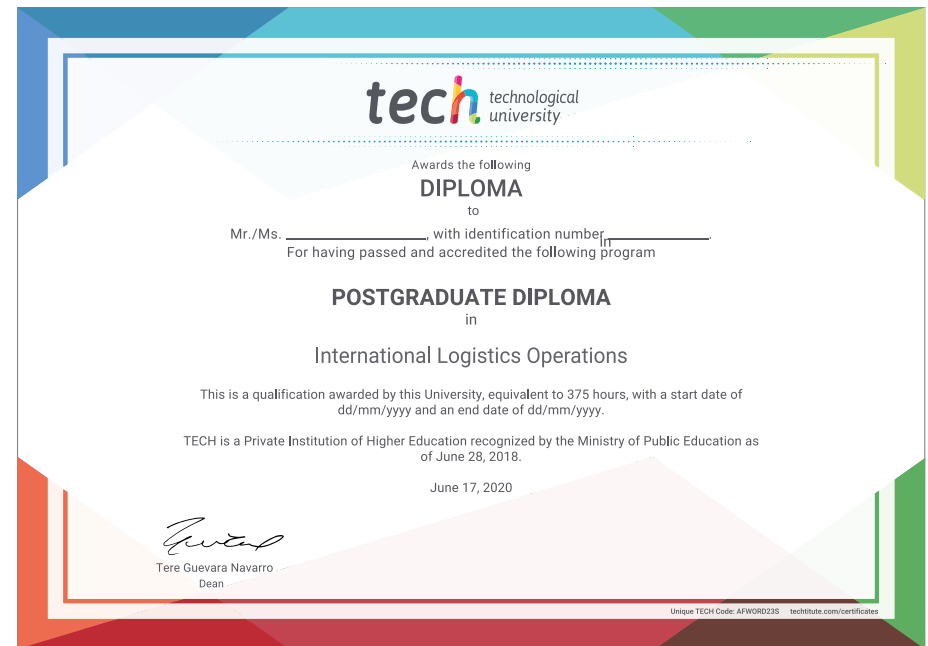 tech technological
university
Awards the following
DIPLOMA
to
Mr./Ms. ____________________, with identification number ______________.
In
For having passed and accredited the following program
POSTGRADUATE DIPLOMA
in
International Logistics Operations
This is a qualification awarded by this University, equivalent to 375 hours, with a start date of
dd/mm/yyyy and an end date of dd/mm/yyyy.
TECH is a Private Institution of Higher Education recognized by the Ministry of Public Education as
of June 28, 2018.
June 17, 2020
Tere Guevara Navarro
Dean
Unique TECH Code: AFWORD23S techtitute.com/certificates